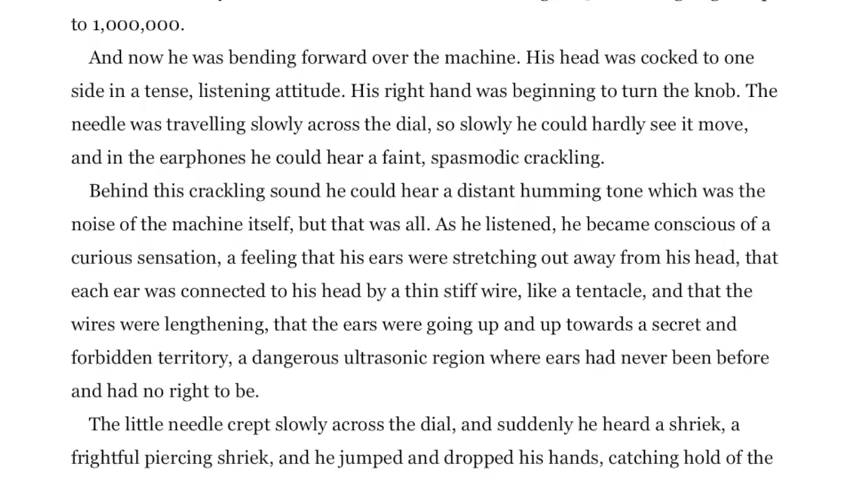 to 1,000,000.
And now he was bending forward over the machine. His head was cocked to one
side in a tense, listening attitude. His right hand was beginning to turn the knob. The
needle was travelling slowly across the dial, so slowly he could hardly see it move,
and in the earphones he could hear a faint, spasmodic crackling.
Behind this crackling sound he could hear a distant humming tone which was the
noise of the machine itself, but that was all. As he listened, he became conscious of a
curious sensation, a feeling that his ears were stretching out away from his head, that
each ear was connected to his head by a thin stiff wire, like a tentacle, and that the
wires were lengthening, that the ears were going up and up towards a secret and
forbidden territory, a dangerous ultrasonic region where ears had never been before
and had no right to be.
The little needle crept slowly across the dial, and suddenly he heard a shriek, a
frightful piercing shriek, and he jumped and dropped his hands, catching hold of the